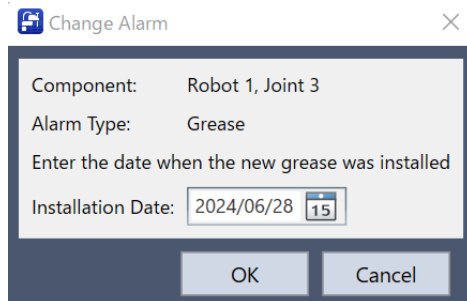 Change Alarm
Component: Robot 1, Joint 3
Alarm Type: Grease
Enter the date when the new grease was installed
Installation Date: 2024/06/28 15
OK Cancel